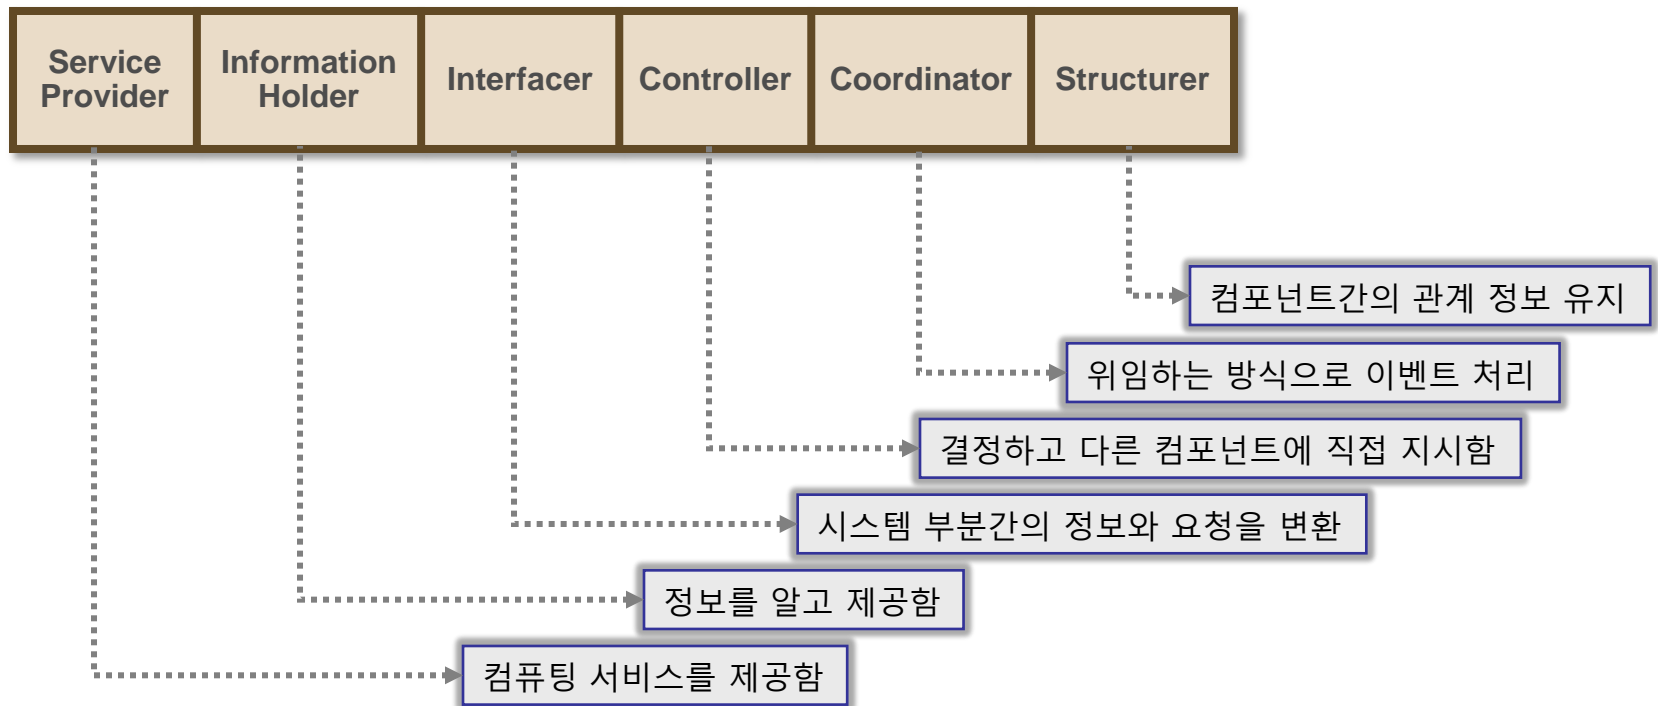 Service
Provider
Information
Holder
Interfacer
Controller
Coordinator
Structurer
컴포넌트간의 관계 정보 유지
위임하는 방식으로 이벤트 처리
결정하고 다른 컴포넌트에 직접 지시함
시스템 부분간의 정보와 요청을 변환
정보를 알고 제공함
컴퓨팅 서비스를 제공함